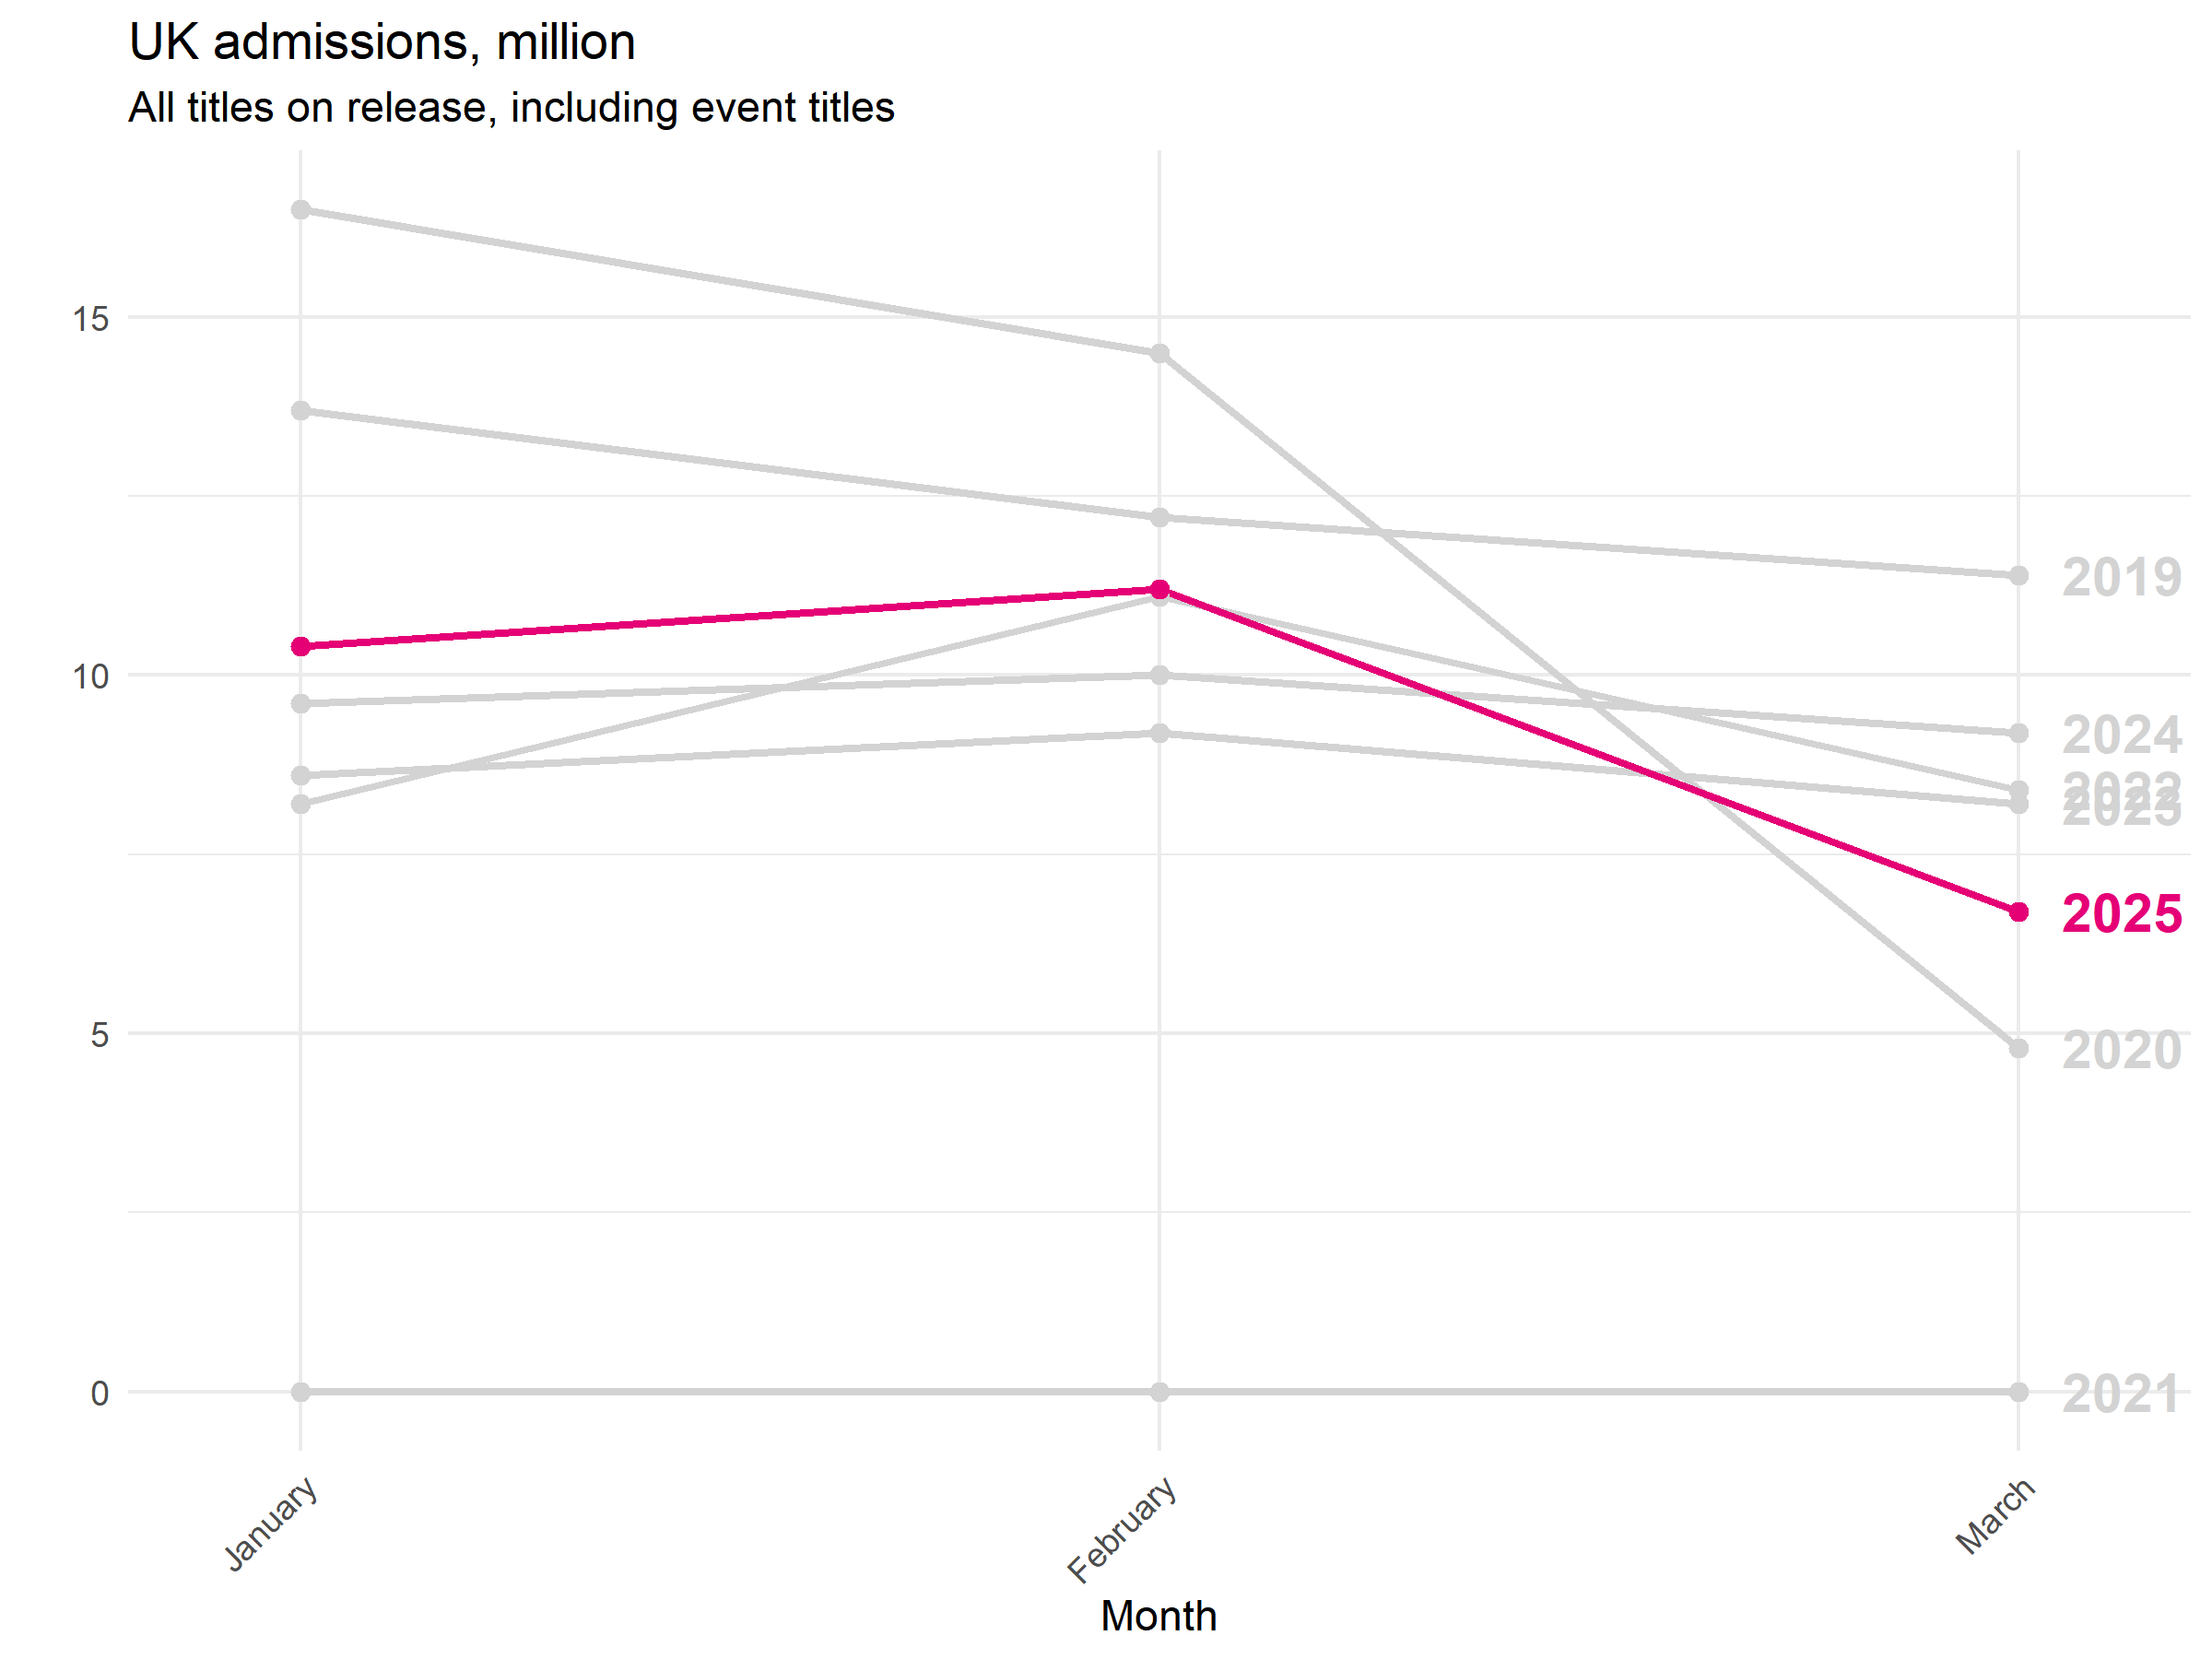 UK admissions, million
All titles on release, including event titles
15
10
5
0
2019
2024
2025
2020
2021
January
February
March
Month